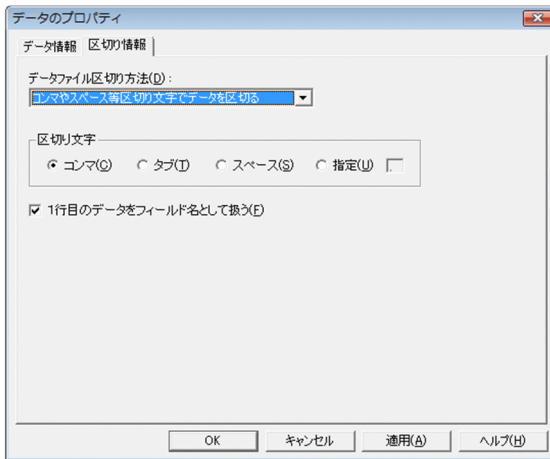 データのプロパティ
データ情報 区切り情報
データファイル区切り方法(D):
コンマやスペース等区切り文字でデータを区切る
区切り文字
コンマ(C) タブ(T) スペース(S) 指定(U) .
1行目のデータをフィールド名として扱う(F)
OK キャンセル 適用(A) ヘルプ(H)